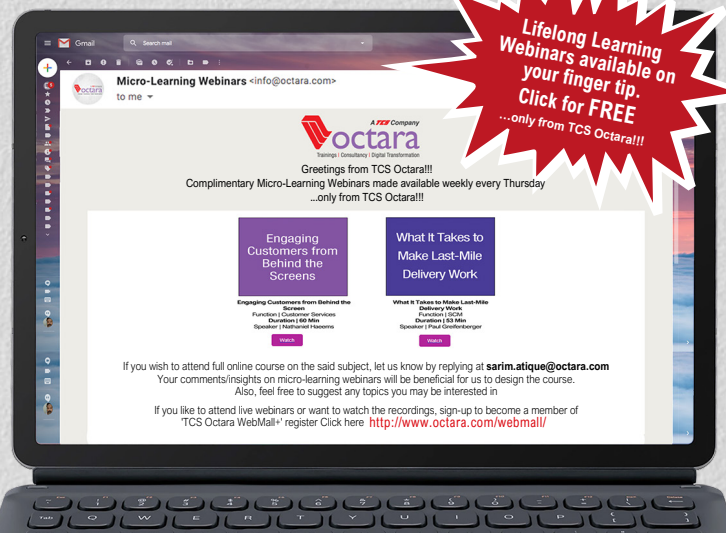 Lifelong Learning
Webinars available on
your finger tip.
Click for FREE
...only from TCS Octara!!!
Gmail
Search mail
Micro-Learning Webinars <info@octara.com>
to me
octara
A TCS Company
octara
Trainings | Consultancy | Digital Transformation
Greetings from TCS Octara!!!
Complimentary Micro-Learning Webinars made available weekly every Thursday
...only from TCS Octara!!!
Engaging
Customers from
Behind the
Screens
What It Takes to
Make Last-Mile
Delivery Work
Engaging Customers from Behind the
Screen
Function | Customer Services
Duration | 60 Min
Speaker | Nathaniel Haeems
Watch
What It Takes to Make Last-Mile
Delivery Work
Function | SCM
Duration | 53 Min
Speaker | Paul Greifenberger
Watch
If you wish to attend full online course on the said subject, let us know by replying at sarim.atique@octara.com
Your comments/insights on micro-learning webinars will be beneficial for us to design the course.
Also, feel free to suggest any topics you may be interested in
If you like to attend live webinars or want to watch the recordings, sign-up to become a member of
'TCS Octara WebMall+' register Click here http://www.octara.com/webmall/
Tab Q W E R T Y U I O P